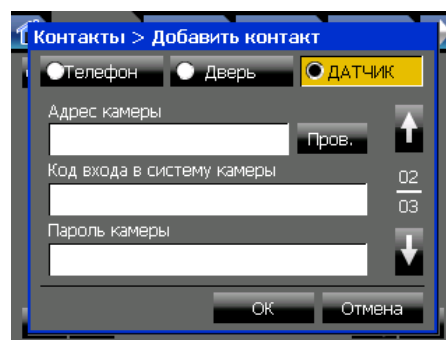 Контакты > Добавить контакт
Телефон Дверь ДАТЧИК
Адрес камеры
Пров.
Код входа в систему камеры
02
03
Пароль камеры
ОК Отмена